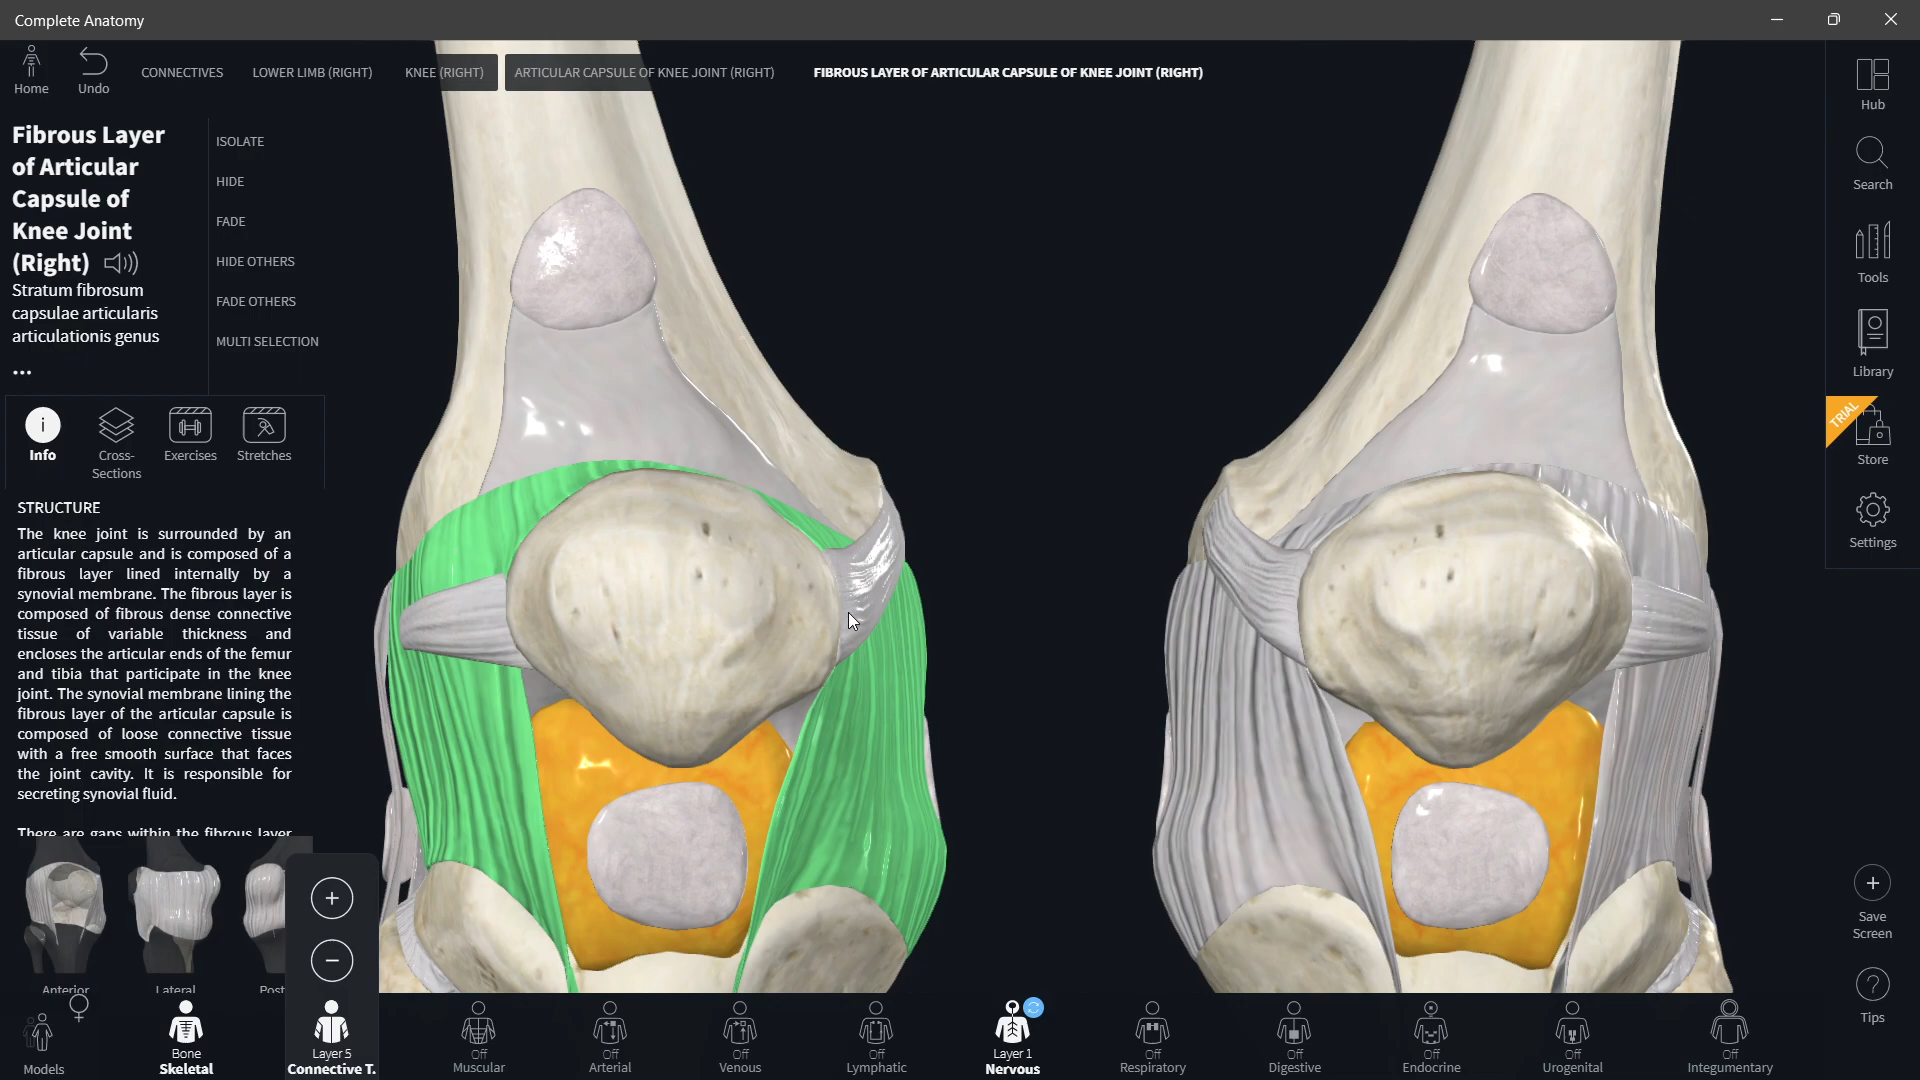 Complete Anatomy
Home
Undo
CONNECTIVES
LOWER LIMB (RIGHT)
KNEE (RIGHT)
ARTICULAR CAPSULE OF KNEE JOINT (RIGHT)
FIBROUS LAYER OF ARTICULAR CAPSULE OF KNEE JOINT (RIGHT)
Fibrous Layer
of Articular
Capsule of
Knee Joint
(Right)
Stratum fibrosum
capsulae articularis
articulationis genus
...
ISOLATE
HIDE
FADE
HIDE OTHERS
FADE OTHERS
MULTI SELECTION
Info
Cross-
Sections
Exercises
Stretches
STRUCTURE
The knee joint is surrounded by an
articular capsule and is composed of a
fibrous layer lined internally by a
synovial membrane. The fibrous layer is
composed of fibrous dense connective
tissue of variable thickness and
encloses the articular ends of the femur
and tibia that participate in the knee
joint. The synovial membrane lining the
fibrous layer of the articular capsule is
composed of loose connective tissue
with a free smooth surface that faces
the joint cavity. It is responsible for
secreting synovial fluid.
There are gaps within the fibrous layer
Anterior
Lateral
Post
Hub
Search
Tools
Library
TRIAL
Store
Settings
Save
Screen
Tips
Models
Bone
Skeletal
Layer 5
Connective T.
Off
Muscular
Off
Arterial
Off
Venous
Off
Lymphatic
Layer 1
Nervous
Off
Respiratory
Off
Digestive
Off
Endocrine
Off
Urogenital
Off
Integumentary